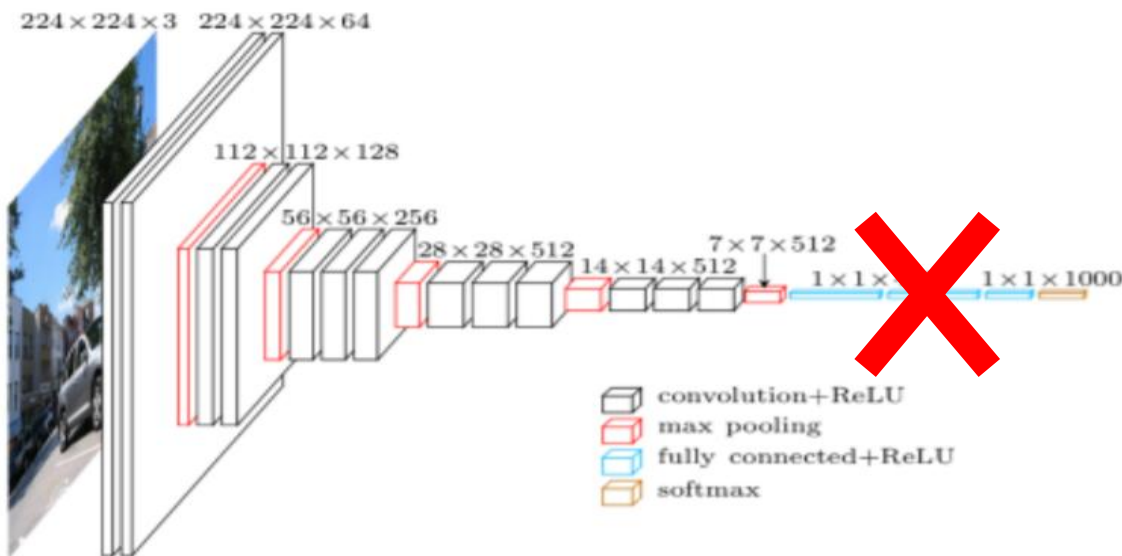 224×224×3 224×224×64
112×112×128
56×56×256
28×28×512
14×14×512
7×7×512
1×1× 1×1×1000
convolution+ReLU
max pooling
fully connected+ReLU
softmax